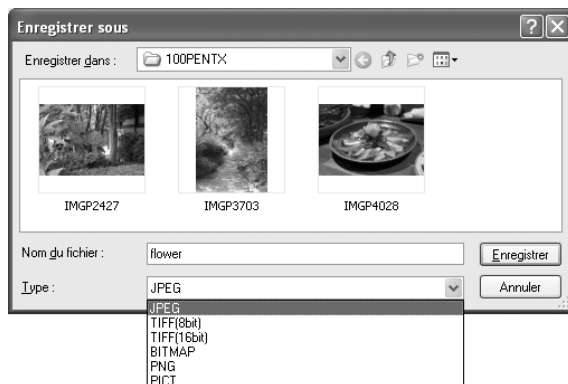 Enregistrer sous
Enregistrer dans : 100PENTX
IMGP2427 IMGP3703 IMGP4028
Nom du fichier : flower Enregistrer
Type : JPEG Annuler
JPEG
TIFF(8bit)
TIFF(16bit)
BITMAP
PNG
PICT